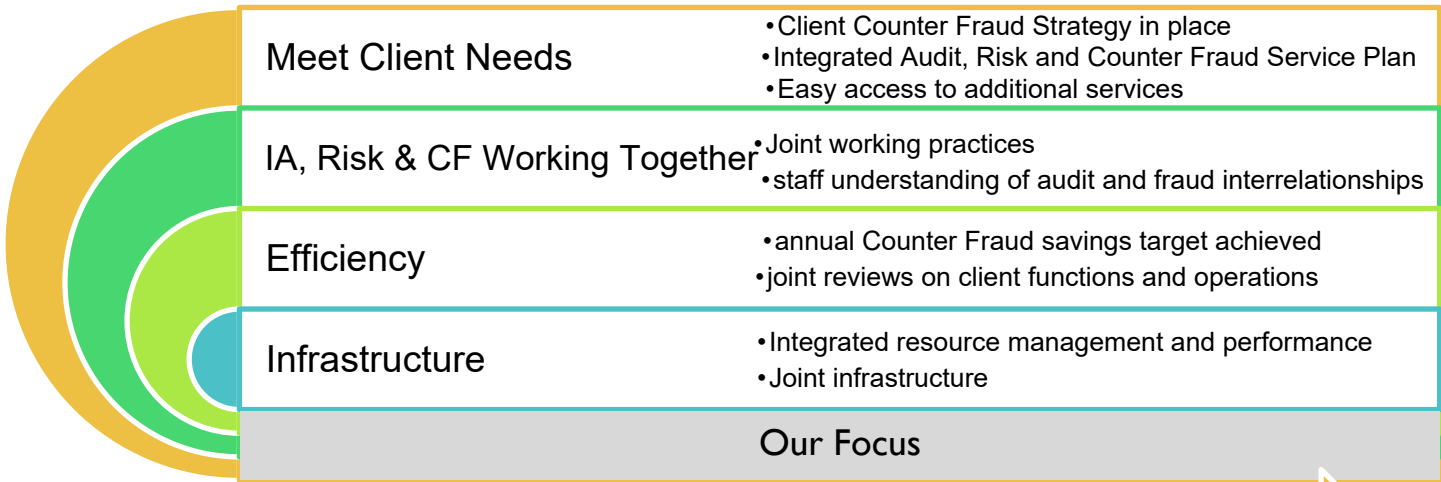 Meet Client Needs
•Client Counter Fraud Strategy in place
•Integrated Audit, Risk and Counter Fraud Service Plan
•Easy access to additional services
IA, Risk & CF Working Together
•Joint working practices
•staff understanding of audit and fraud interrelationships
Efficiency
•annual Counter Fraud savings target achieved
•joint reviews on client functions and operations
Infrastructure
•Integrated resource management and performance
•Joint infrastructure
Our Focus